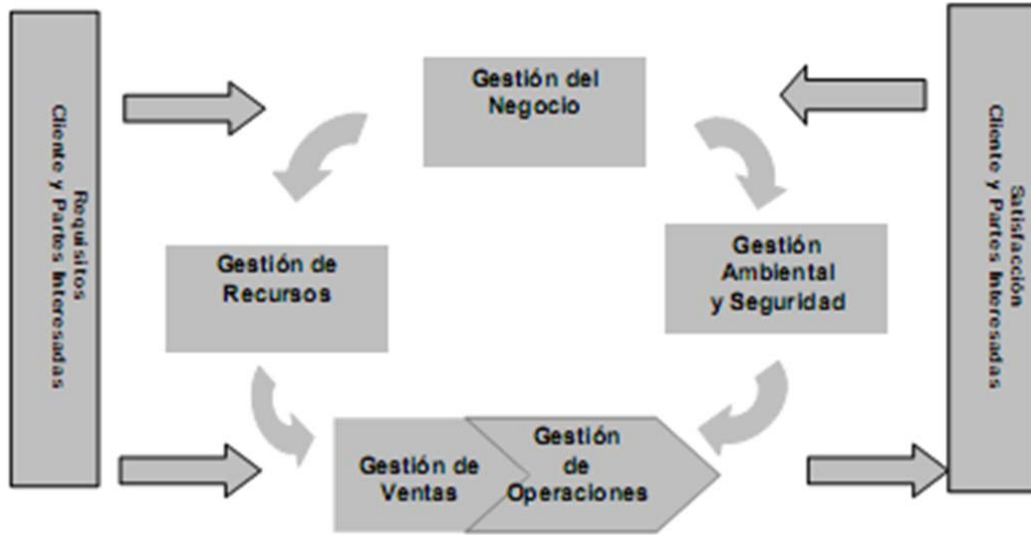 Requisitos
Cliente y Partes Interesadas
Gestión del
Negocio
Satisfacción
Cliente y Partes Interesadas
Gestión de
Recursos
Gestión
Ambiental
y Seguridad
Gestión de
Ventas
Gestión
de
Operaciones